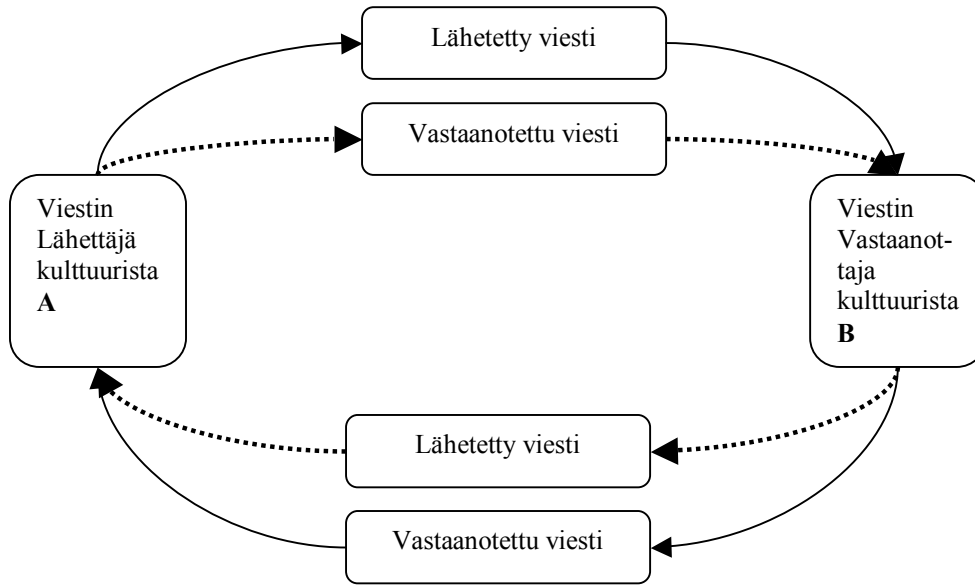 Lähetetty viesti
Vastaanotettu viesti
Viestin
Lähettäjä
kulttuurista
A
Viestin
Vastaanot-
taja
kulttuurista
B
Lähetetty viesti
Vastaanotettu viesti